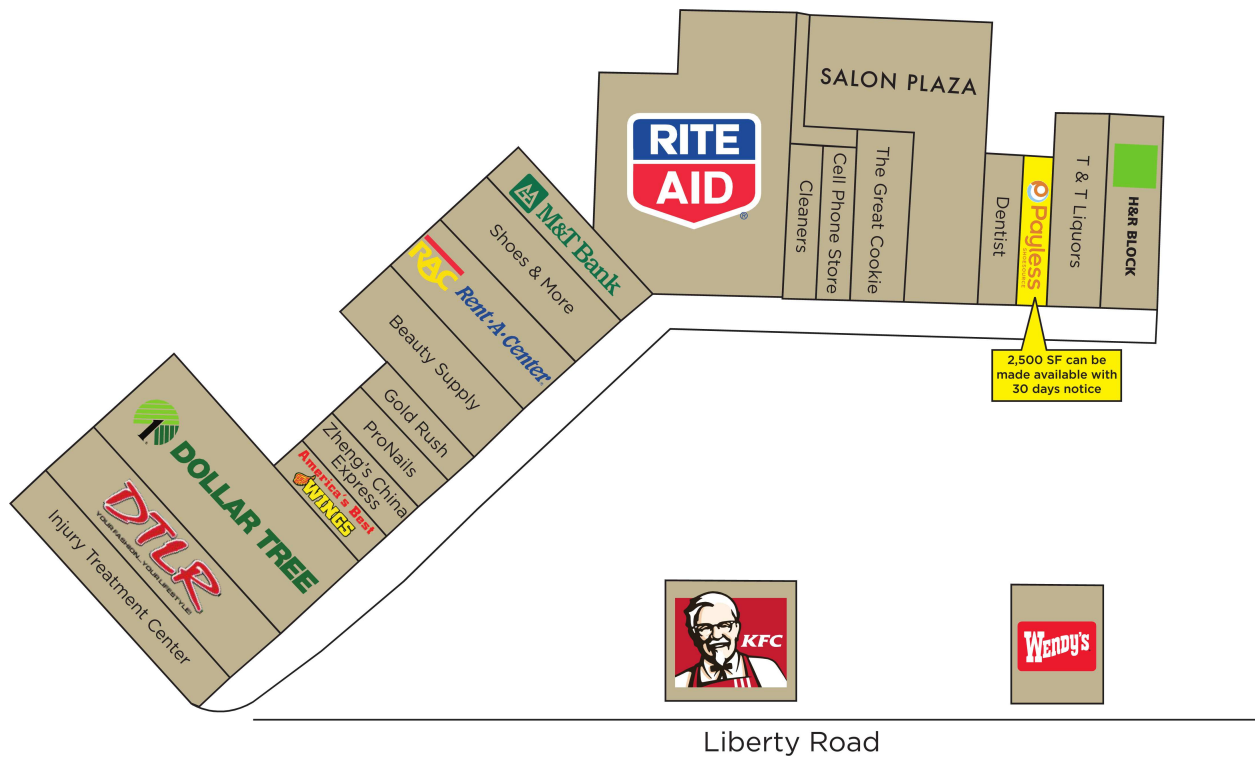 RITE
AID
®
SALON PLAZA
Cleaners
Cell Phone Store
The Great Cookie
Dentist
Payless
SHOESOURCE
T & T Liquors
H&R BLOCK
2,500 SF can be
made available with
30 days notice
M&T Bank
Shoes & More
RAC
Rent-A-Center
Beauty Supply
Gold Rush
ProNails
Zheng's China
Express
America's Best
WINGS
1
DOLLAR TREE
DTLR
YOUR FASHION...YOUR LIFESTYLE!
Injury Treatment Center
KFC
WENDY'S
Liberty Road